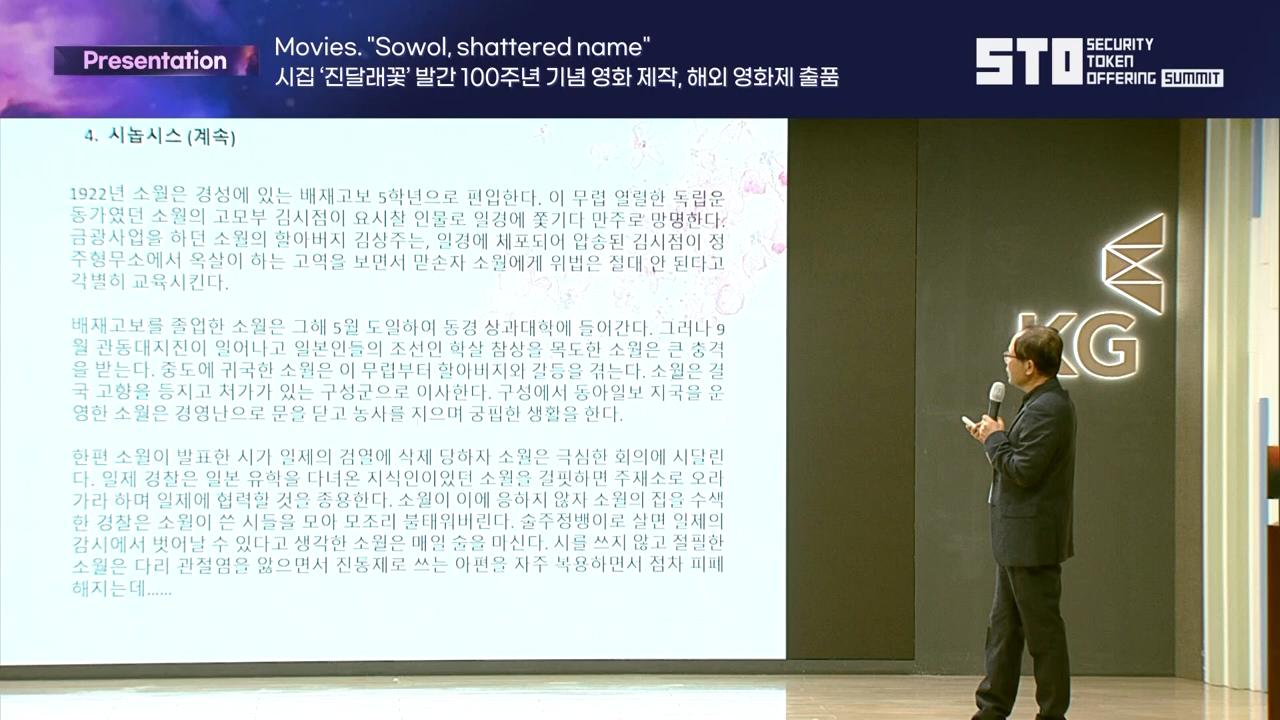 Presentation
Movies. "Sowol, shattered name"
시집 ‘진달래꽃’ 발간 100주년 기념 영화 제작, 해외 영화제 출품
STO SECURITY
TOKEN
OFFERING SUMMIT
4. 시놉시스 (계속)
1922년 소월은 경성에 있는 배재고보 5학년으로 편입한다. 이 무렵 열렬한 독립운
동가였던 소월의 고모부 김시점이 요시찬 인물로 일경에 쫓기다 만주로 망명한다.
금광사업을 하던 소월의 할아버지 김상주는, 일경에 체포되어 압송된 김시점이 정
주형무소에서 옥살이 하는 고역을 보면서 맏손자 소월에게 위법은 절대 안 된다고
각별히 교육시킨다.
배재고보를 졸업한 소월은 그해 5월 도일하여 동경 상과대학에 들어간다. 그러나 9
월 관동대지진이 일어나고 일본인들의 조선인 학살 참상을 목도한 소월은 큰 충격
을 받는다. 중도에 귀국한 소월은 이 무렵부터 할아버지와 갈등을 겪는다. 소월은 결
국 고향을 등지고 처가가 있는 구성군으로 이사한다. 구성에서 동아일보 지국을 운
영한 소월은 경영난으로 문을 닫고 농사를 지으며 궁핍한 생활을 한다.
한편 소월이 발표한 시가 일제의 검열에 삭제 당하자 소월은 극심한 회의에 시달린
다. 일제 경찰은 일본 유학을 다녀온 지식인이었던 소월을 걸핏하면 주재소로 오라
가라 하며 일제에 협력할 것을 종용한다. 소월이 이에 응하지 않자 소월의 집을 수색
한 경찰은 소월이 쓴 시들을 모아 모조리 불태워버린다. 술주정뱅이로 살면 일제의
감시에서 벗어날 수 있다고 생각한 소월은 매일 술을 마신다. 시를 쓰지 않고 절필한
소월은 다리 관절염을 앓으면서 진통제로 쓰는 아편을 자주 복용하면서 점차 피폐
해지는데……
KG